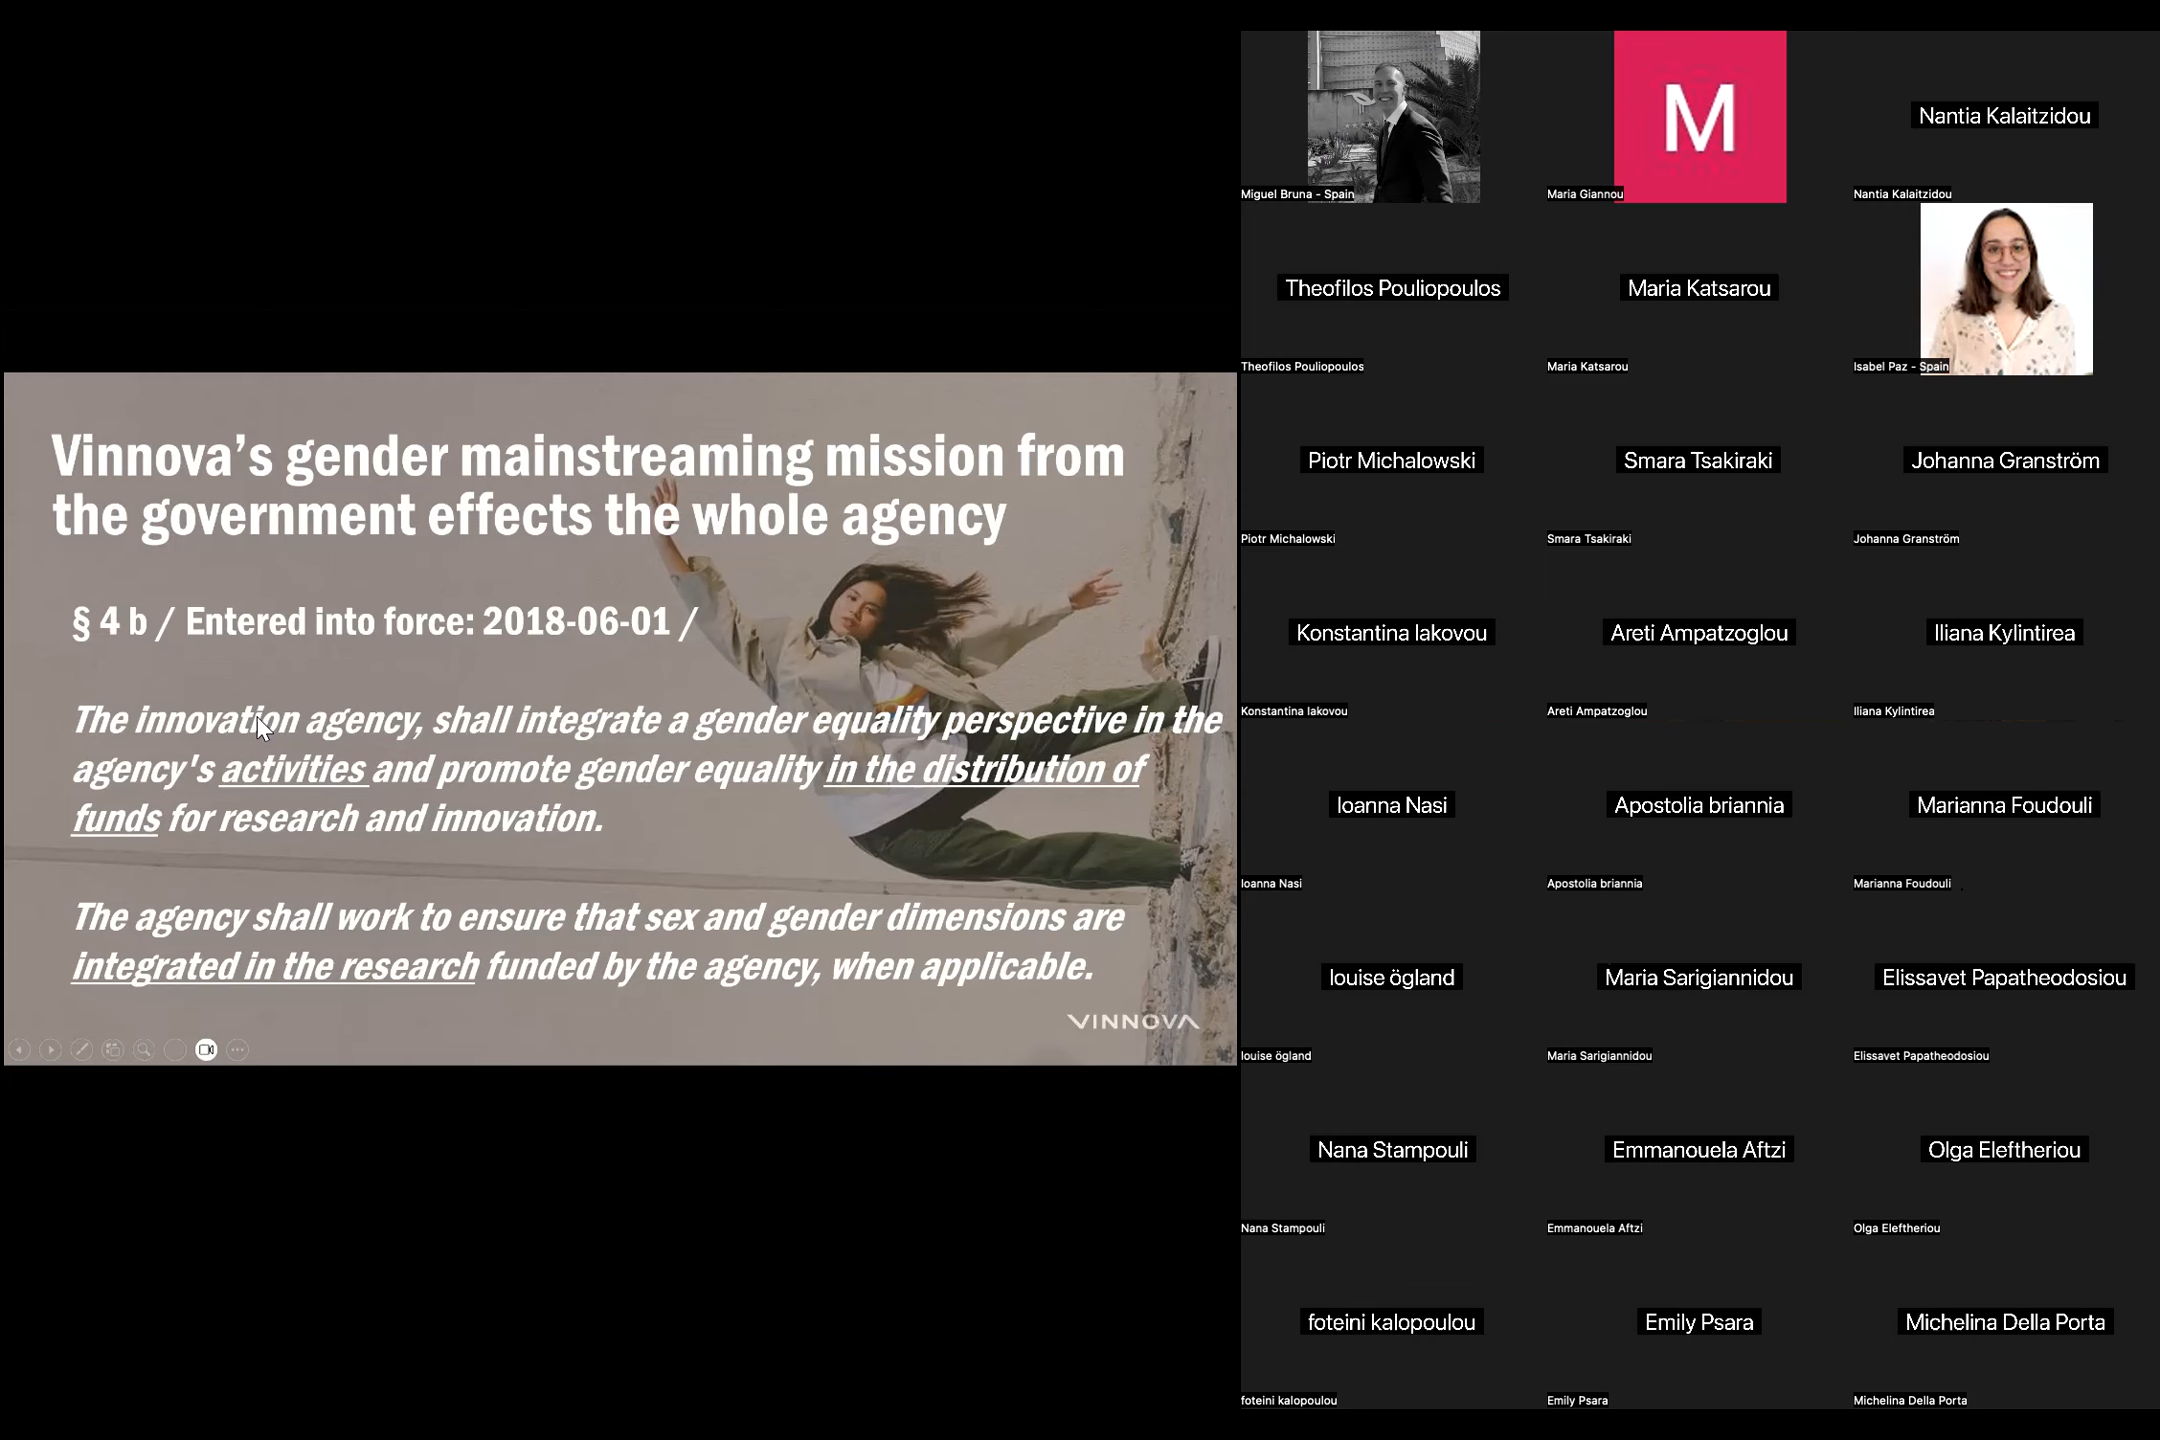 Vinnova’s gender mainstreaming mission from
the government effects the whole agency
§ 4 b / Entered into force: 2018-06-01 /
The innovation agency, shall integrate a gender equality perspective in the
agency's activities and promote gender equality in the distribution of
funds for research and innovation.
The agency shall work to ensure that sex and gender dimensions are
integrated in the research funded by the agency, when applicable.
VINNOVA
M
Nantia Kalaitzidou
Miguel Bruna - Spain
Maria Giannou
Nantia Kalaitzidou
Theofilos Pouliopoulos
Maria Katsarou
Theofilos Pouliopoulos
Maria Katsarou
Isabel Paz - Spain
Piotr Michalowski
Smara Tsakiraki
Johanna Granström
Piotr Michalowski
Smara Tsakiraki
Johanna Granström
Konstantina Iakovou
Areti Ampatzoglou
Iliana Kylintirea
Konstantina Iakovou
Areti Ampatzoglou
Iliana Kylintirea
Ioanna Nasi
Apostolia briannia
Marianna Foudouli
Ioanna Nasi
Apostolia briannia
Marianna Foudouli
louise ögland
Maria Sarigiannidou
Elissavet Papatheodosiou
louise ögland
Maria Sarigiannidou
Elissavet Papatheodosiou
Nana Stampouli
Emmanouela Aftzi
Olga Eleftheriou
Nana Stampouli
Emmanouela Aftzi
Olga Eleftheriou
foteini kalopoulou
Emily Psara
Michelina Della Porta
foteini kalopoulou
Emily Psara
Michelina Della Porta